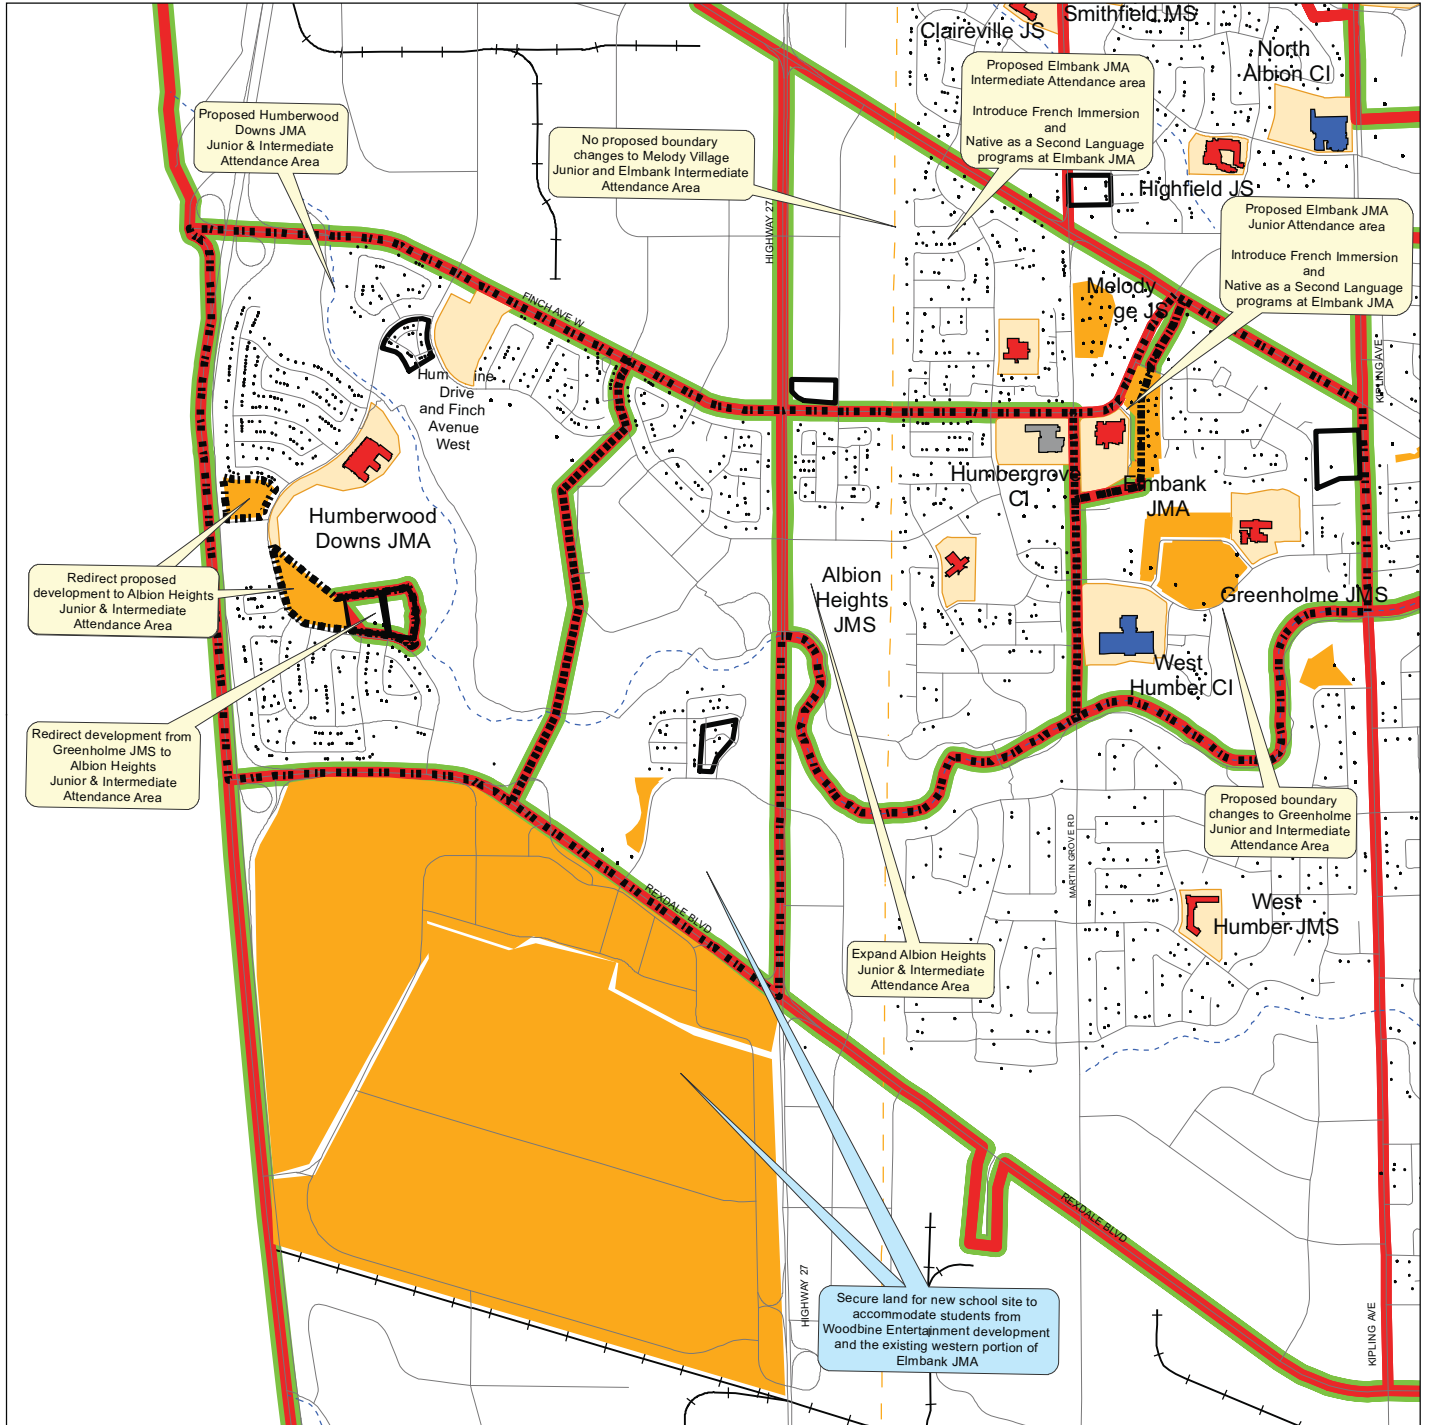 Claireville JS
Smithfield MS
North
Albion CI
Highfield JS
Proposed Elmbank JMA
Intermediate Attendance area
Introduce French Immersion
and
Native as a Second Language
programs at Elmbank JMA
Proposed Humberwood
Downs JMA
Junior & Intermediate
Attendance Area
No proposed boundary
changes to Melody Village
Junior and Elmbank Intermediate
Attendance Area
Proposed Elmbank JMA
Junior Attendance area
Introduce French Immersion
and
Native as a Second Language
programs at Elmbank JMA
HIGHWAY 27
FINCH AVE W
Melody
ge JS
KIPLING AVE
Hum ine
Drive
and Finch
Avenue
West
Humbergrove
CI
Elmbank
JMA
Humberwood
Downs JMA
Albion
Heights
JMS
Greenholme JMS
Redirect proposed
development to Albion Heights
Junior & Intermediate
Attendance Area
West
Humber CI
Redirect development from
Greenholme JMS to
Albion Heights
Junior & Intermediate
Attendance Area
Proposed boundary
changes to Greenholme
Junior and Intermediate
Attendance Area
MARTIN GROVE RD
REXDALE BLVD
West
Humber JMS
Expand Albion Heights
Junior & Intermediate
Attendance Area
REXDALE BLVD
HIGHWAY 27
KIPLING AVE
Secure land for new school site to
accommodate students from
Woodbine Entertainment development
and the existing western portion of
Elmbank JMA